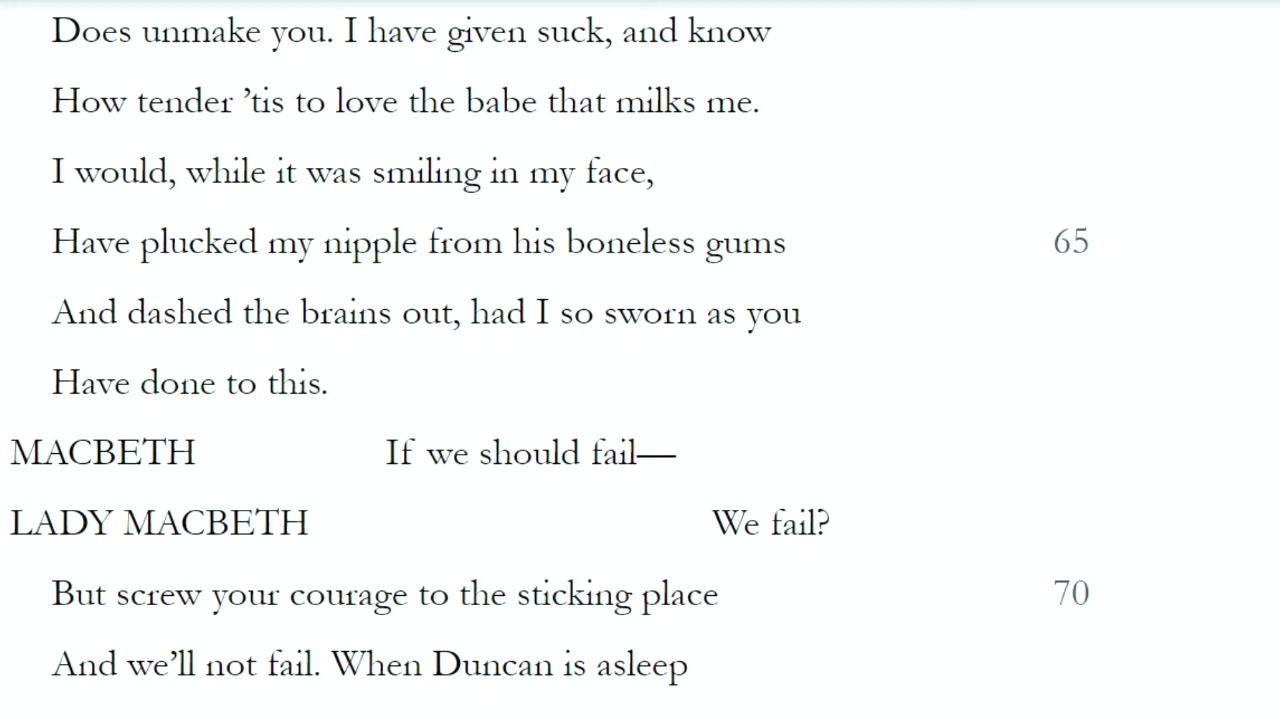 Does unmake you. I have given suck, and know
How tender ’tis to love the babe that milks me.
I would, while it was smiling in my face,
Have plucked my nipple from his boneless gums 65
And dashed the brains out, had I so sworn as you
Have done to this.
MACBETH If we should fail—
LADY MACBETH We fail?
But screw your courage to the sticking place 70
And we’ll not fail. When Duncan is asleep